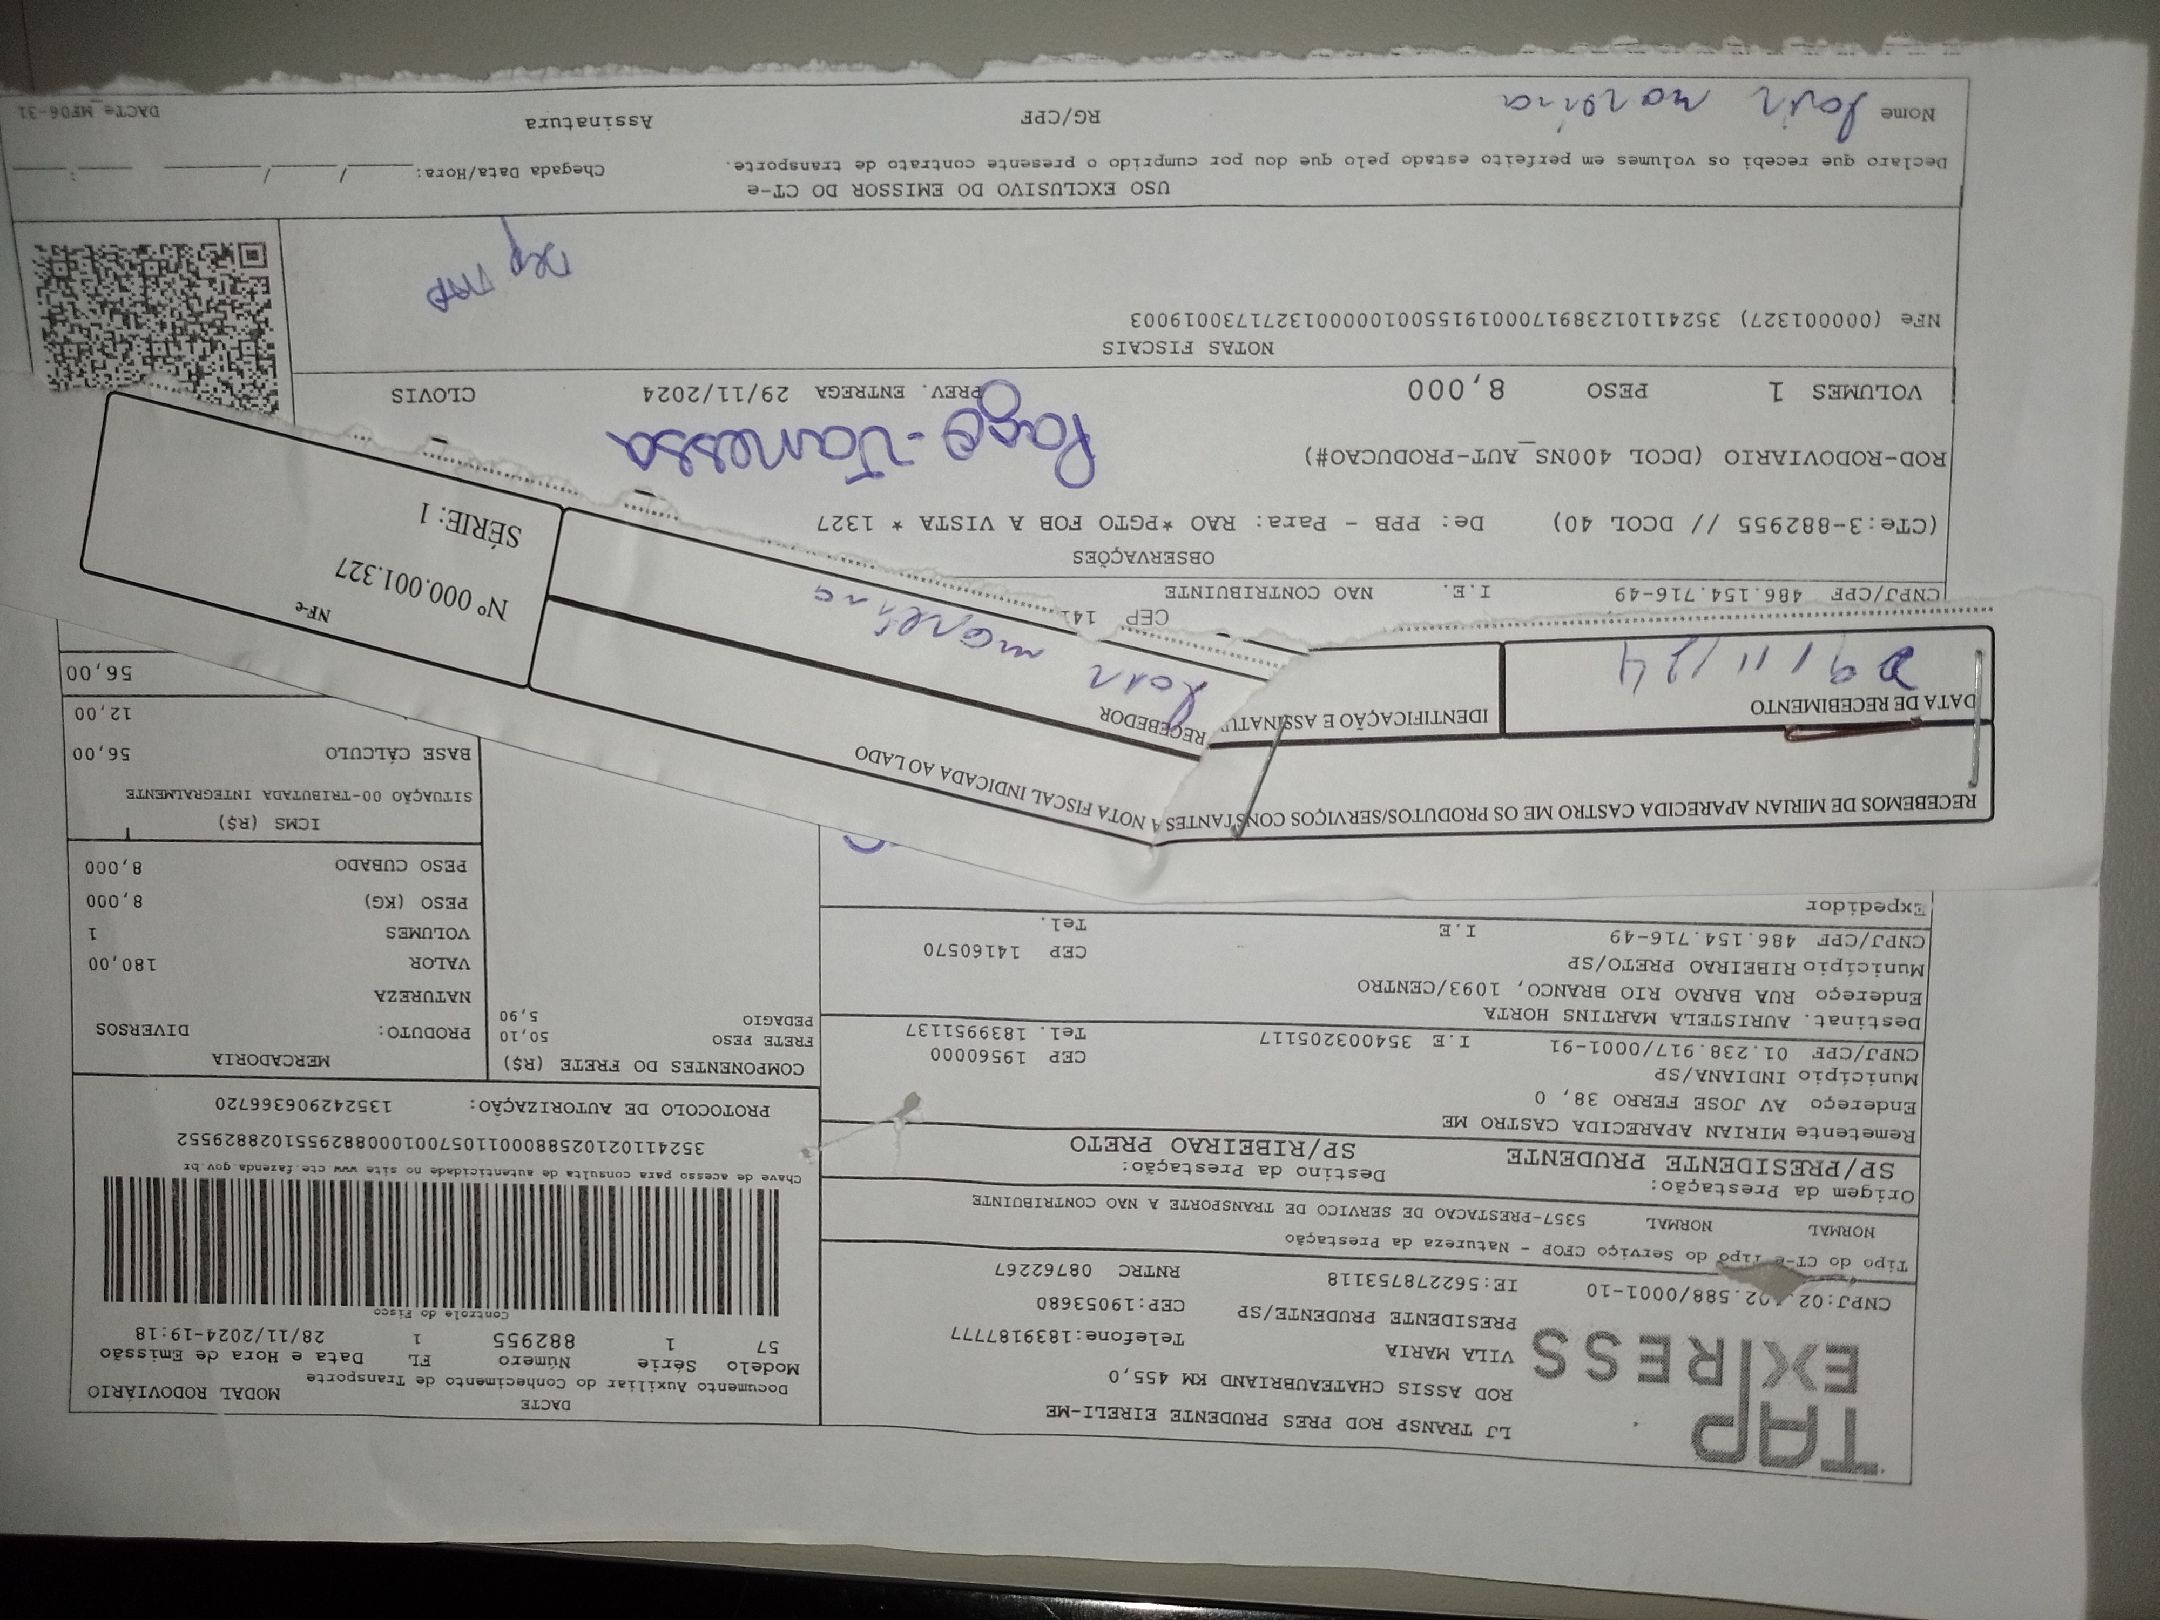 TAP
EXPRESS
LJ TRANSP ROD PRES PRUDENTE EIRELI-ME
ROD ASSIS CHATEAUBRIAND KM 455,0
VILA MARIA Telefone:1839187777
PRESIDENTE PRUDENTE/SP CEP:19053680
CNPJ:02. 02.588/0001-10 IE:562278753118 RNTRC 08762267
DACTE MODAL RODOVIÁRIO
Documento Auxiliar do Conhecimento de Transporte
Modelo Série Número FL Data e Hora de Emissão
57 1 882955 1 28/11/2024-19:18
Controle do Fisco
Chave de acesso para consulta de autenticidade no site www.cte.fazenda.gov.br
35241102102588000110570010008829551028829552
PROTOCOLO DE AUTORIZAÇÃO: 135242906366720
Tipo do CT-e Tipo do Serviço CFOP - Natureza da Prestação
NORMAL NORMAL 5357-PRESTACAO DE SERVICO DE TRANSPORTE A NAO CONTRIBUINTE
Origem da Prestação: Destino da Prestação:
SP/PRESIDENTE PRUDENTE SP/RIBEIRAO PRETO
Remetente MIRIAN APARECIDA CASTRO ME
Endereço AV JOSE FERRO 38, 0
Município INDIANA/SP CEP 19560000
CNPJ/CPF 01.238.917/0001-91 I.E 354003205117 Tel. 1839951137
Destinat. AURISTELA MARTINS HORTA
Endereço RUA BARAO RIO BRANCO, 1093/CENTRO
Município RIBEIRAO PRETO/SP CEP 14160570
CNPJ/CPF 486.154.716-49 I.E Tel.
Expedidor
COMPONENTES DO FRETE (R$)
FRETE PESO 50,10
PEDAGIO 5,90
MERCADORIA
PRODUTO: DIVERSOS
NATUREZA
VALOR 180,00
VOLUMES 1
PESO (KG) 8,000
PESO CUBADO 8,000
ICMS (R$)
SITUAÇÃO 00-TRIBUTADA INTEGRALMENTE
BASE CÁLCULO 56,00
12,00
56,00
RECEBEMOS DE MIRIAN APARECIDA CASTRO ME OS PRODUTOS/SERVIÇOS CONSTANTES A NOTA FISCAL INDICADA AO LADO
DATA DE RECEBIMENTO
29/11/24
IDENTIFICAÇÃO E ASSINATU RECEBEDOR
NF-e
Nº 000.001.327
SÉRIE: 1
CEP 141
CNPJ/CPF 486.154.716-49 I.E. NAO CONTRIBUINTE
OBSERVAÇÕES
(CTe:3-882955 // DCOL 40) De: PPB - Para: RAO *PGTO FOB A VISTA * 1327
ROD-RODOVIARIO (DCOL 400NS_AUT-PRODUCAO#)
Pago - Vanessa
VOLUMES 1 PESO 8,000 PREV. ENTREGA 29/11/2024 CLOVIS
NOTAS FISCAIS
NFe (000001327) 35241101238917000191550010000013271730019003
Dep TAP
USO EXCLUSIVO DO EMISSOR DO CT-e
Declaro que recebi os volumes em perfeito estado pelo que dou por cumprido o presente contrato de transporte. Chegada Data/Hora: / / :
Nome RG/CPF Assinatura
DACTe_MF06-31